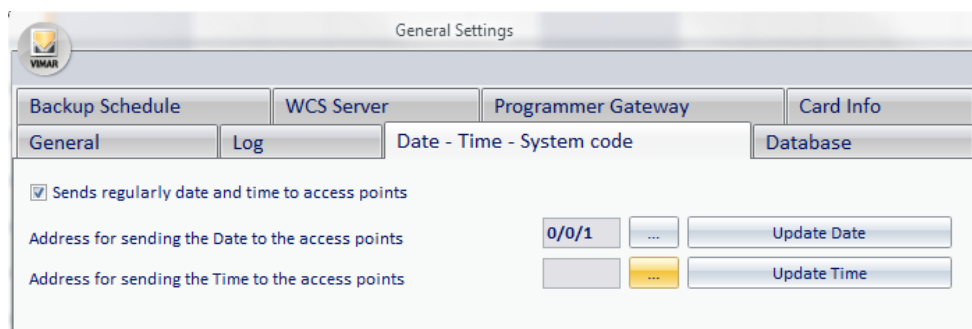 General Settings
VIMAR
Backup Schedule WCS Server Programmer Gateway Card Info
General Log Date - Time - System code Database
Sends regularly date and time to access points
Address for sending the Date to the access points 0/0/1 ... Update Date
Address for sending the Time to the access points ... Update Time